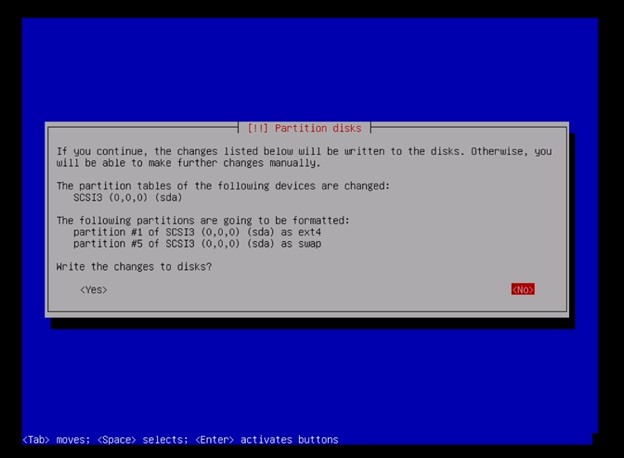 [!!] Partition disks
If you continue, the changes listed below will be written to the disks. Otherwise, you
will be able to make further changes manually.
The partition tables of the following devices are changed:
SCSI3 (0,0,0) (sda)
The following partitions are going to be formatted:
partition #1 of SCSI3 (0,0,0) (sda) as ext4
partition #5 of SCSI3 (0,0,0) (sda) as swap
Write the changes to disks?
<Yes> <No>
<Tab> moves; <Space> selects; <Enter> activates buttons